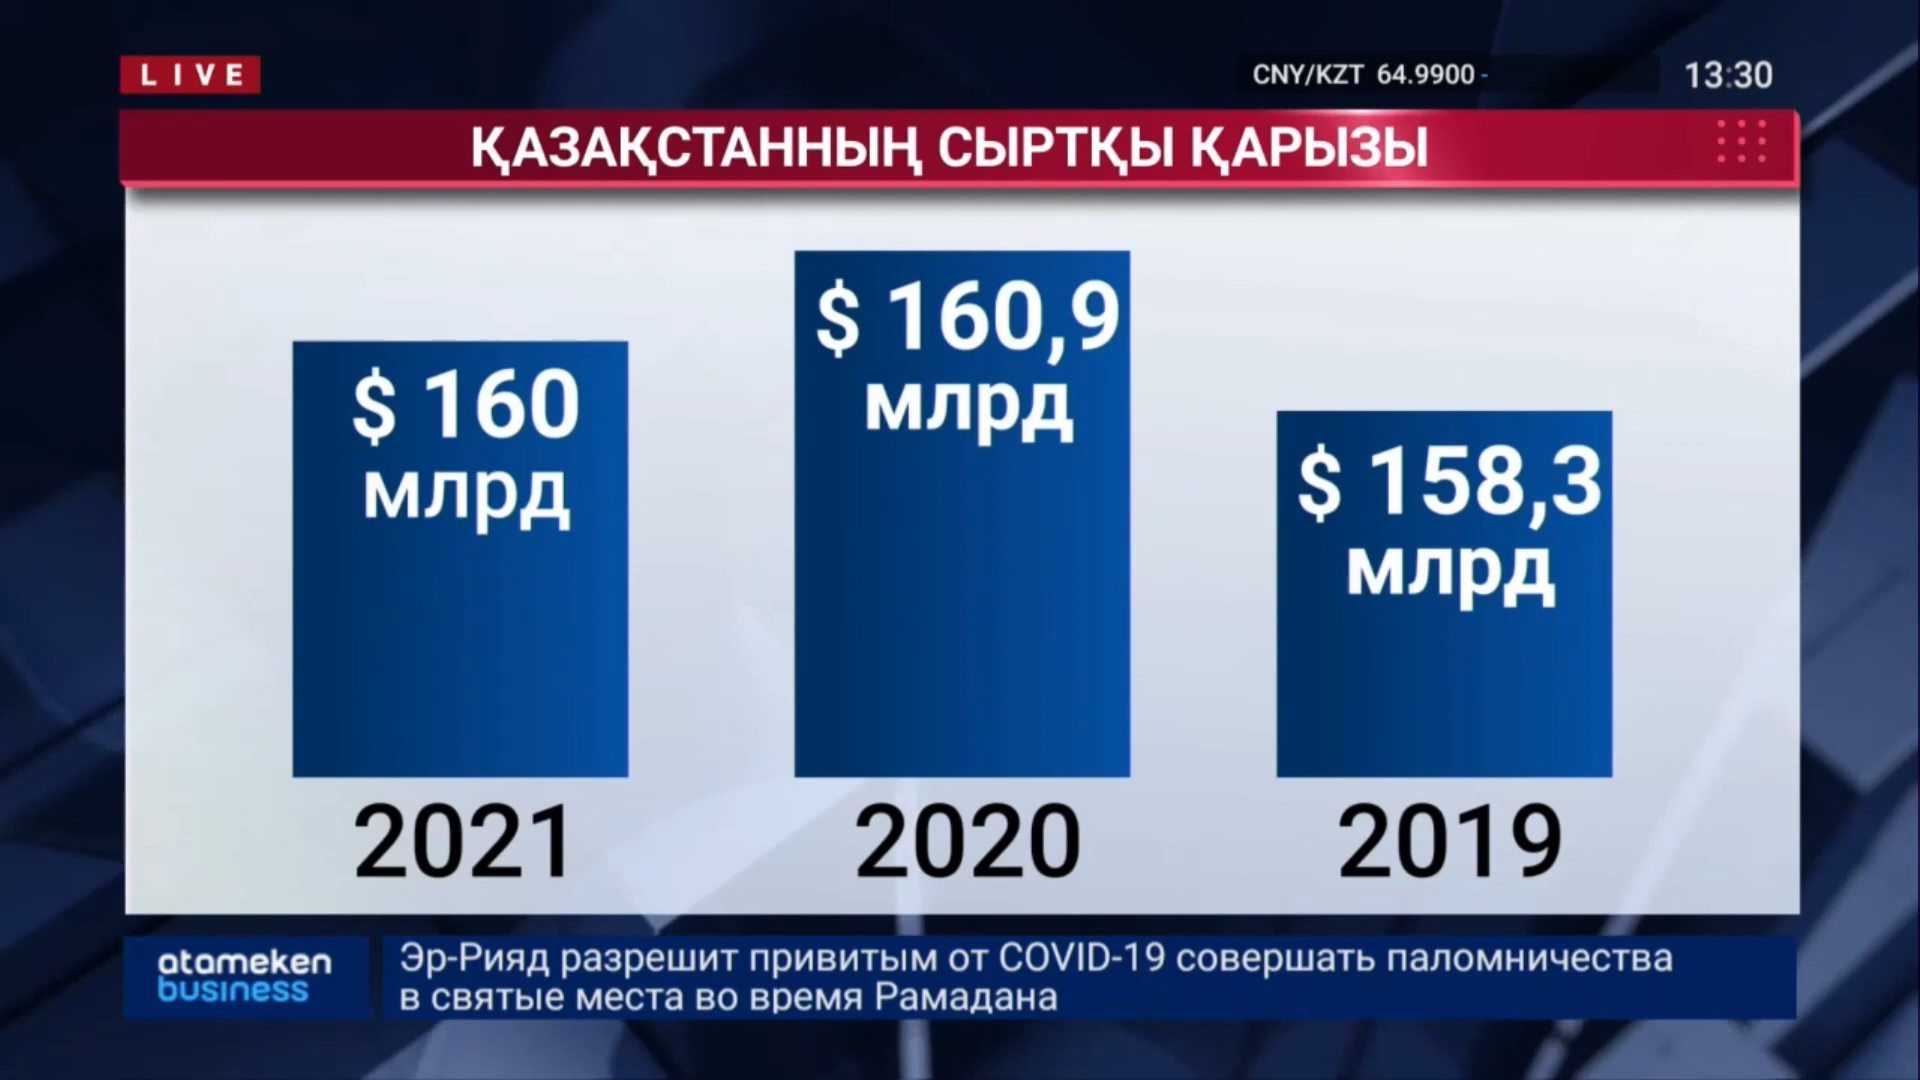 LIVE
CNY/KZT 64.9900 -
13:30
ҚАЗАҚСТАННЫҢ СЫРТҚЫ ҚАРЫЗЫ
$ 160
млрд
$ 160,9
млрд
$ 158,3
млрд
2021
2020
2019
atameken
business
Эр-Рияд разрешит привитым от COVID-19 совершать паломничества
в святые места во время Рамадана